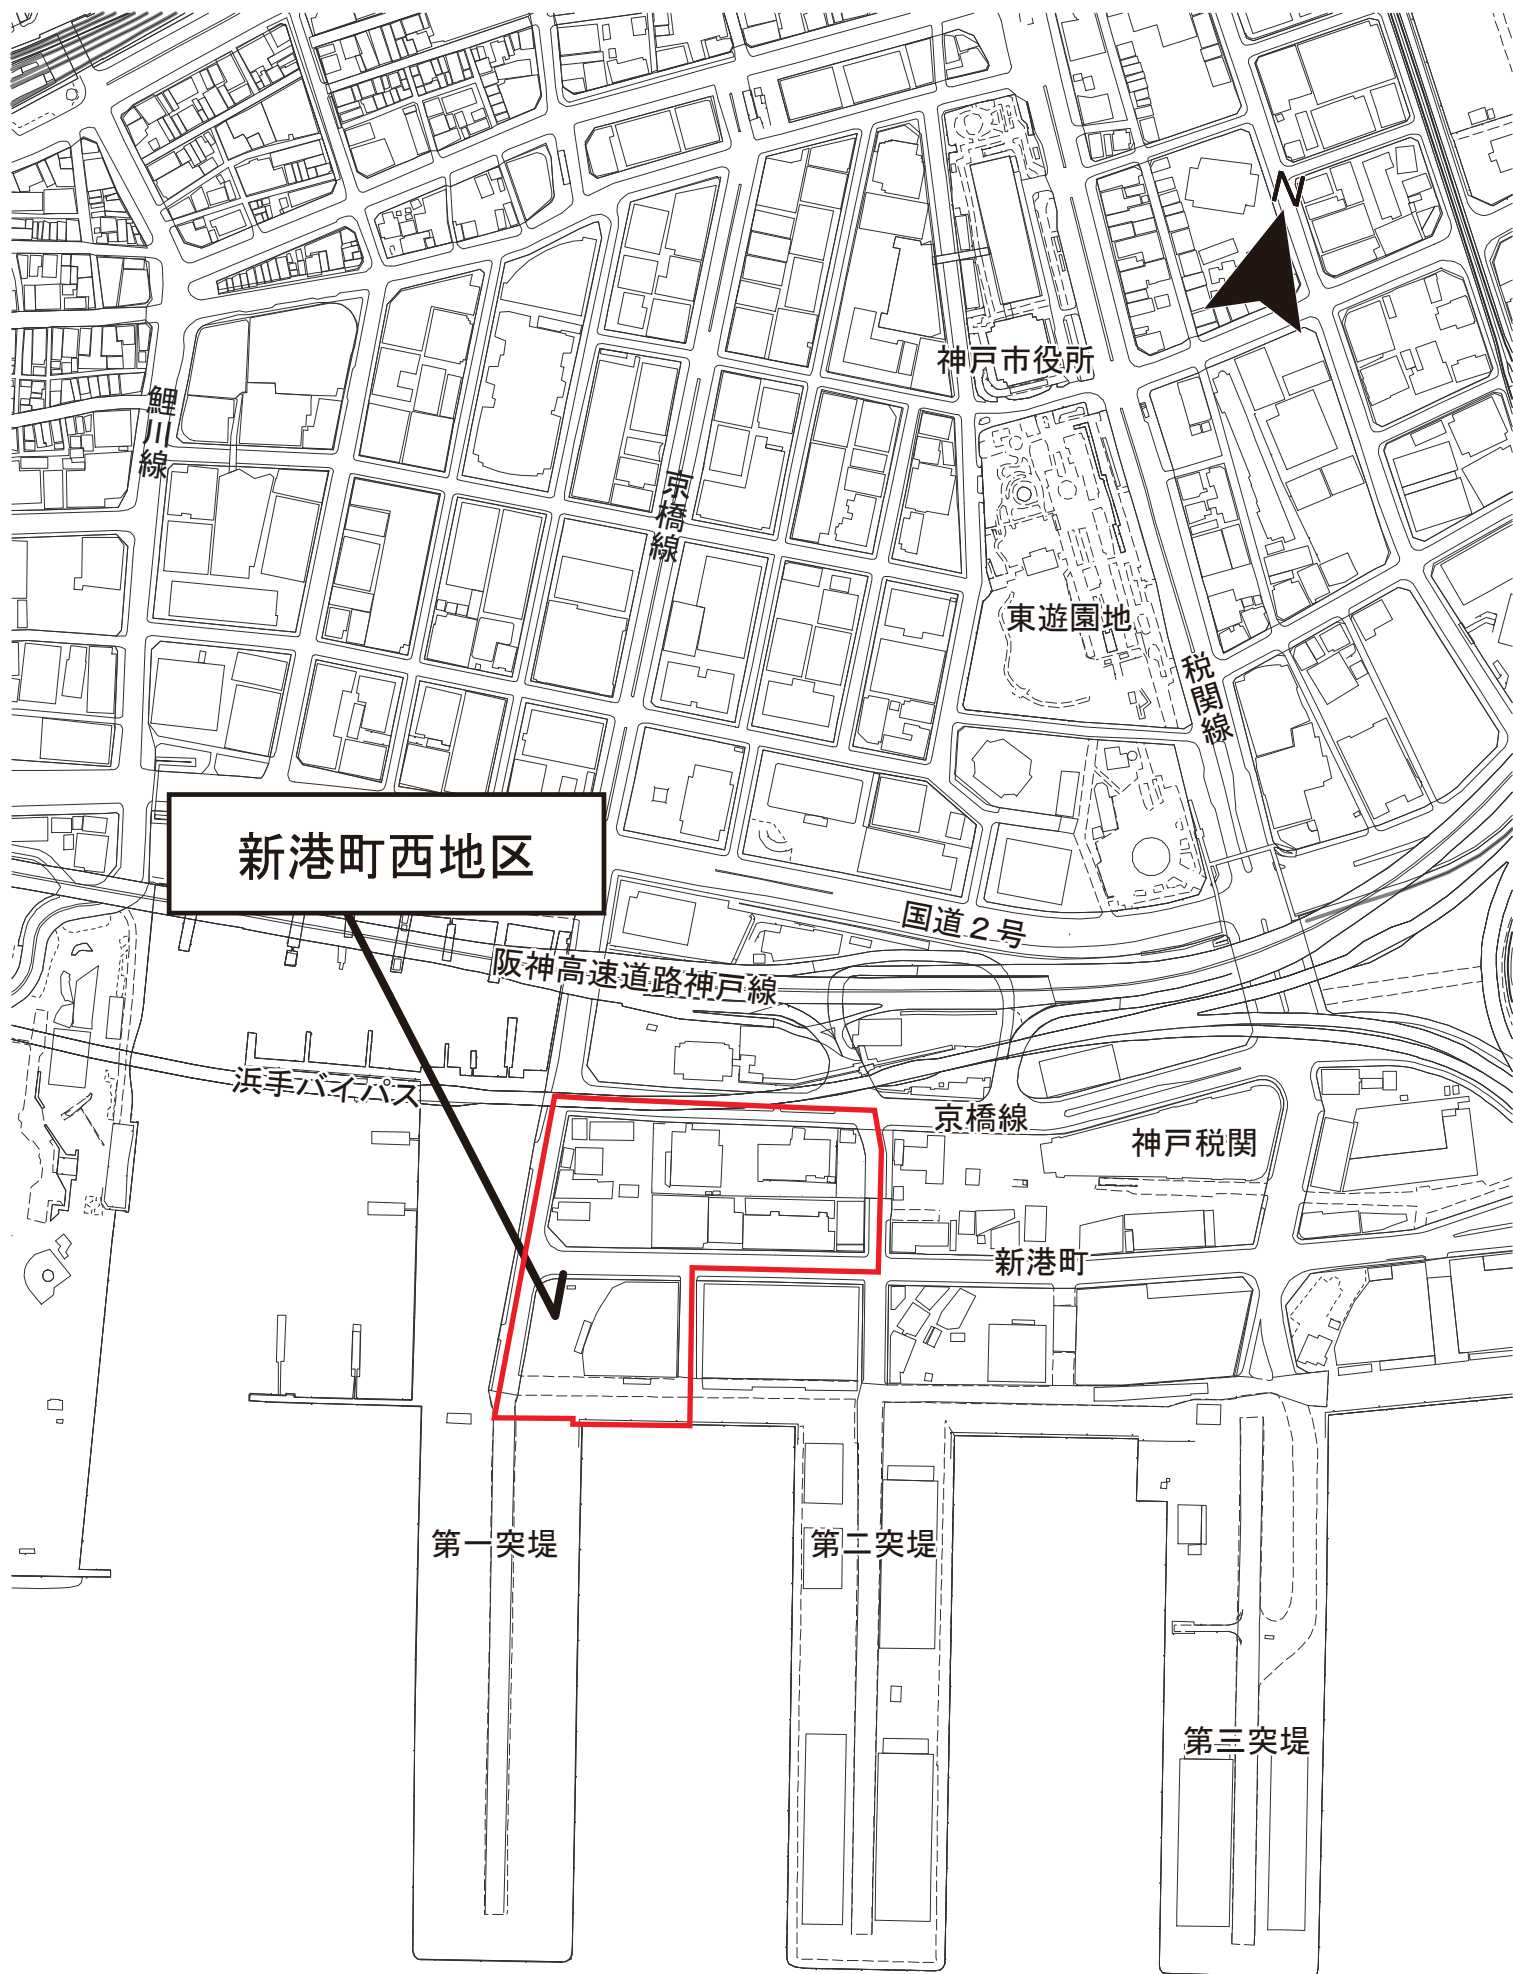 N
神戸市役所
鯉川線
京橋線
東遊園地
税関線
新港町西地区
国道２号
阪神高速道路神戸線
浜手バイパス
京橋線
神戸税関
新港町
第一突堤
第二突堤
第三突堤